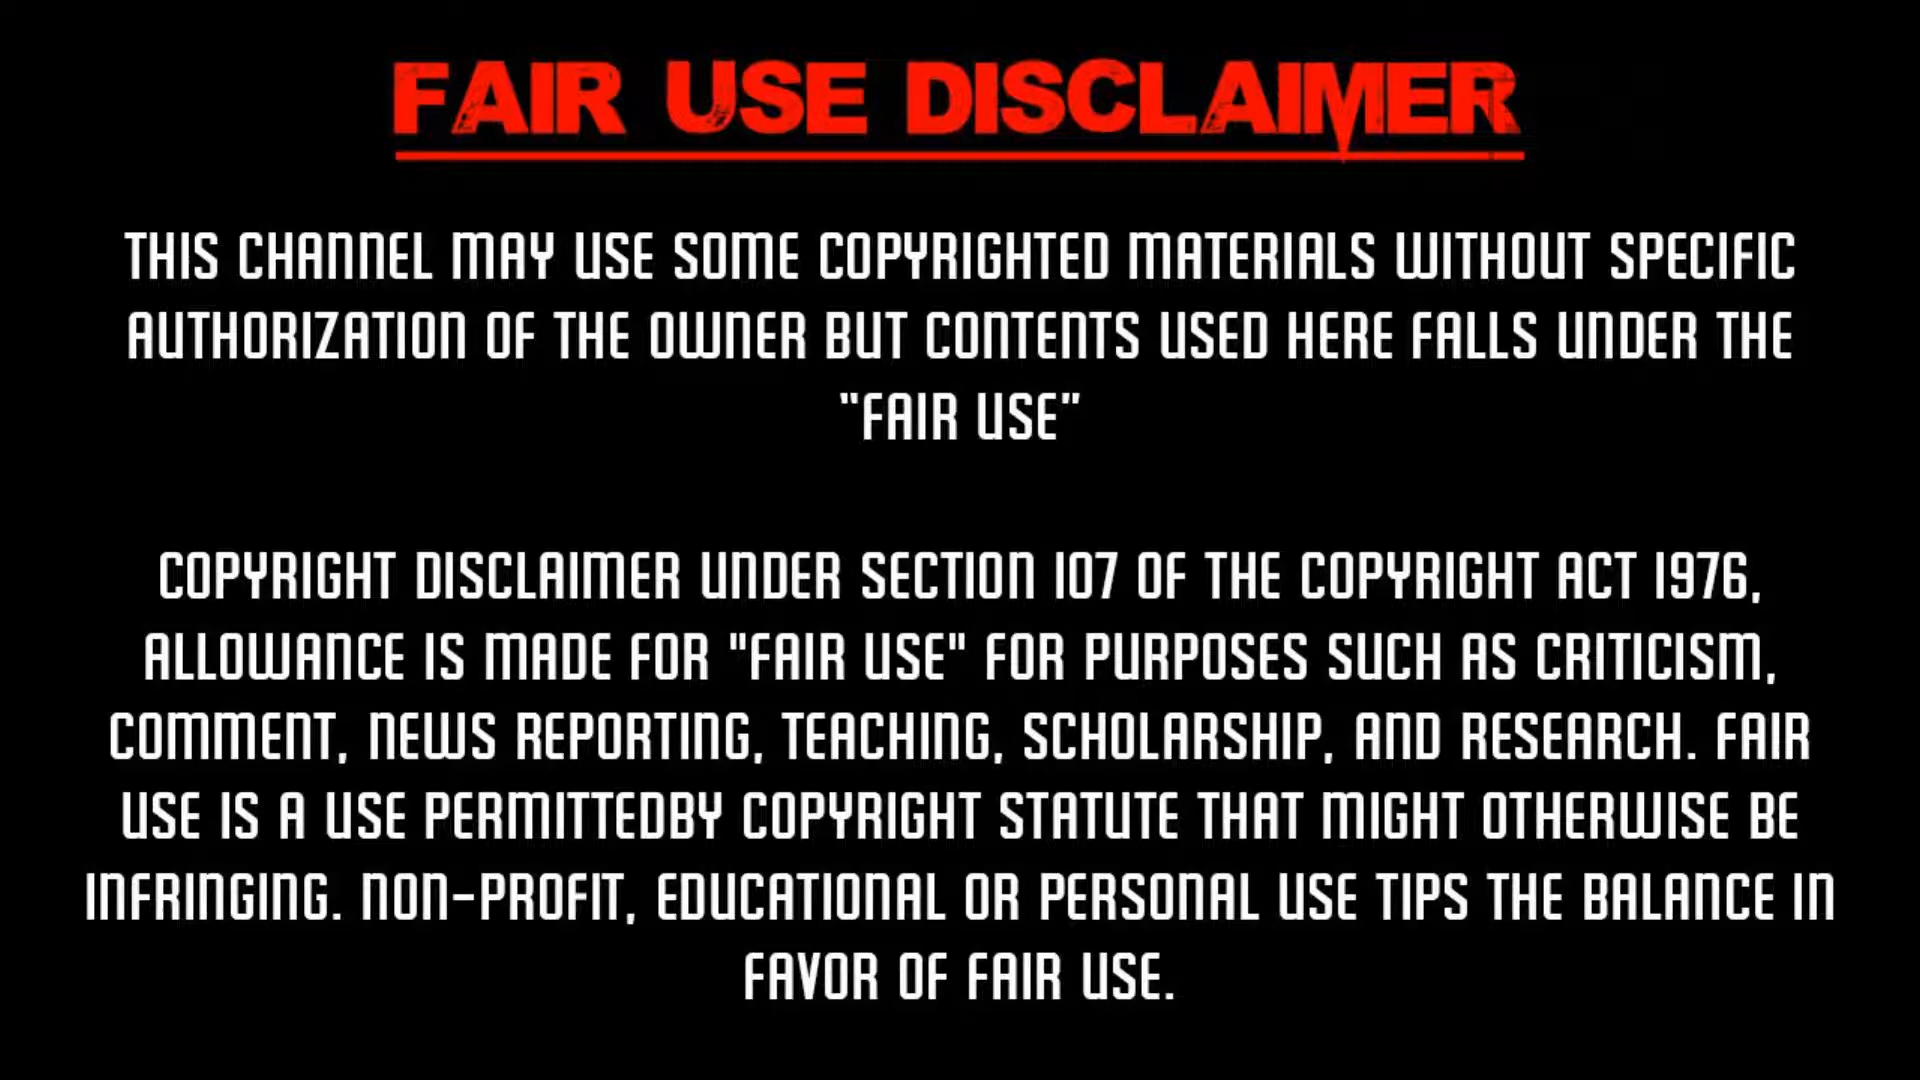 FAIR USE DISCLAIMER
THIS CHANNEL MAY USE SOME COPYRIGHTED MATERIALS WITHOUT SPECIFIC
AUTHORIZATION OF THE OWNER BUT CONTENTS USED HERE FALLS UNDER THE
“FAIR USE”
COPYRIGHT DISCLAIMER UNDER SECTION 107 OF THE COPYRIGHT ACT 1976,
ALLOWANCE IS MADE FOR "FAIR USE" FOR PURPOSES SUCH AS CRITICISM,
COMMENT, NEWS REPORTING, TEACHING, SCHOLARSHIP, AND RESEARCH. FAIR
USE IS A USE PERMITTEDBY COPYRIGHT STATUTE THAT MIGHT OTHERWISE BE
INFRINGING. NON-PROFIT, EDUCATIONAL OR PERSONAL USE TIPS THE BALANCE IN
FAVOR OF FAIR USE.